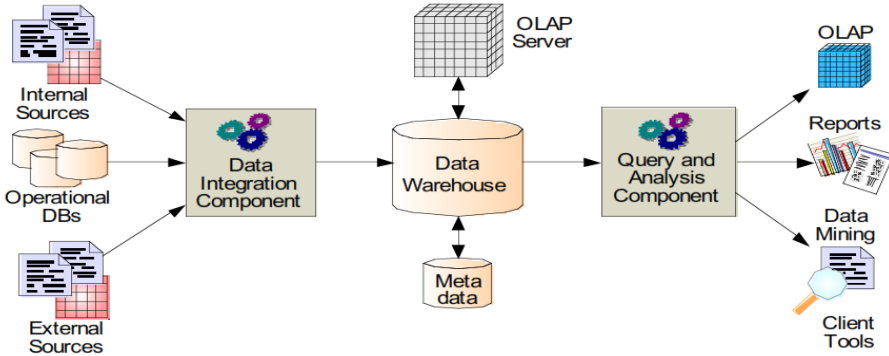 Internal
Sources
Operational
DBs
External
Sources
Data
Integration
Component
OLAP
Server
Data
Warehouse
Meta
data
Query and
Analysis
Component
OLAP
Reports
Data
Mining
Client
Tools